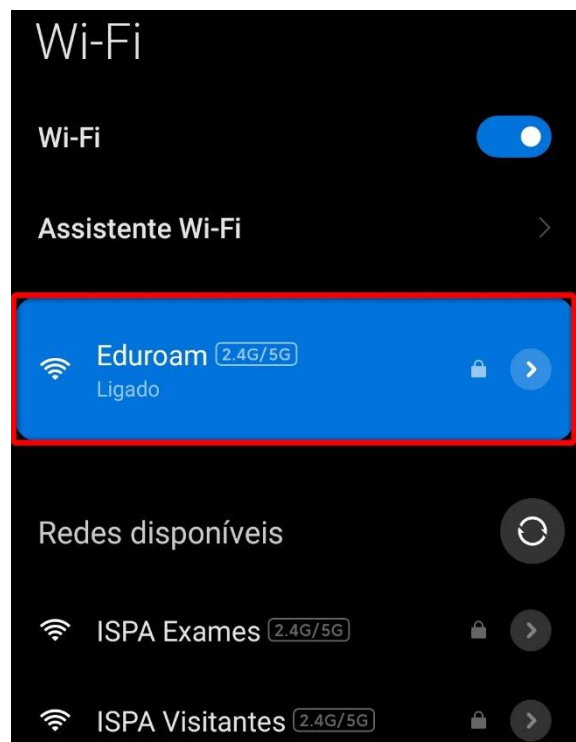 Wi-Fi
Wi-Fi
Assistente Wi-Fi
Eduroam 2.4G/5G
Ligado
Redes disponíveis
ISPA Exames 2.4G/5G
ISPA Visitantes 2.4G/5G